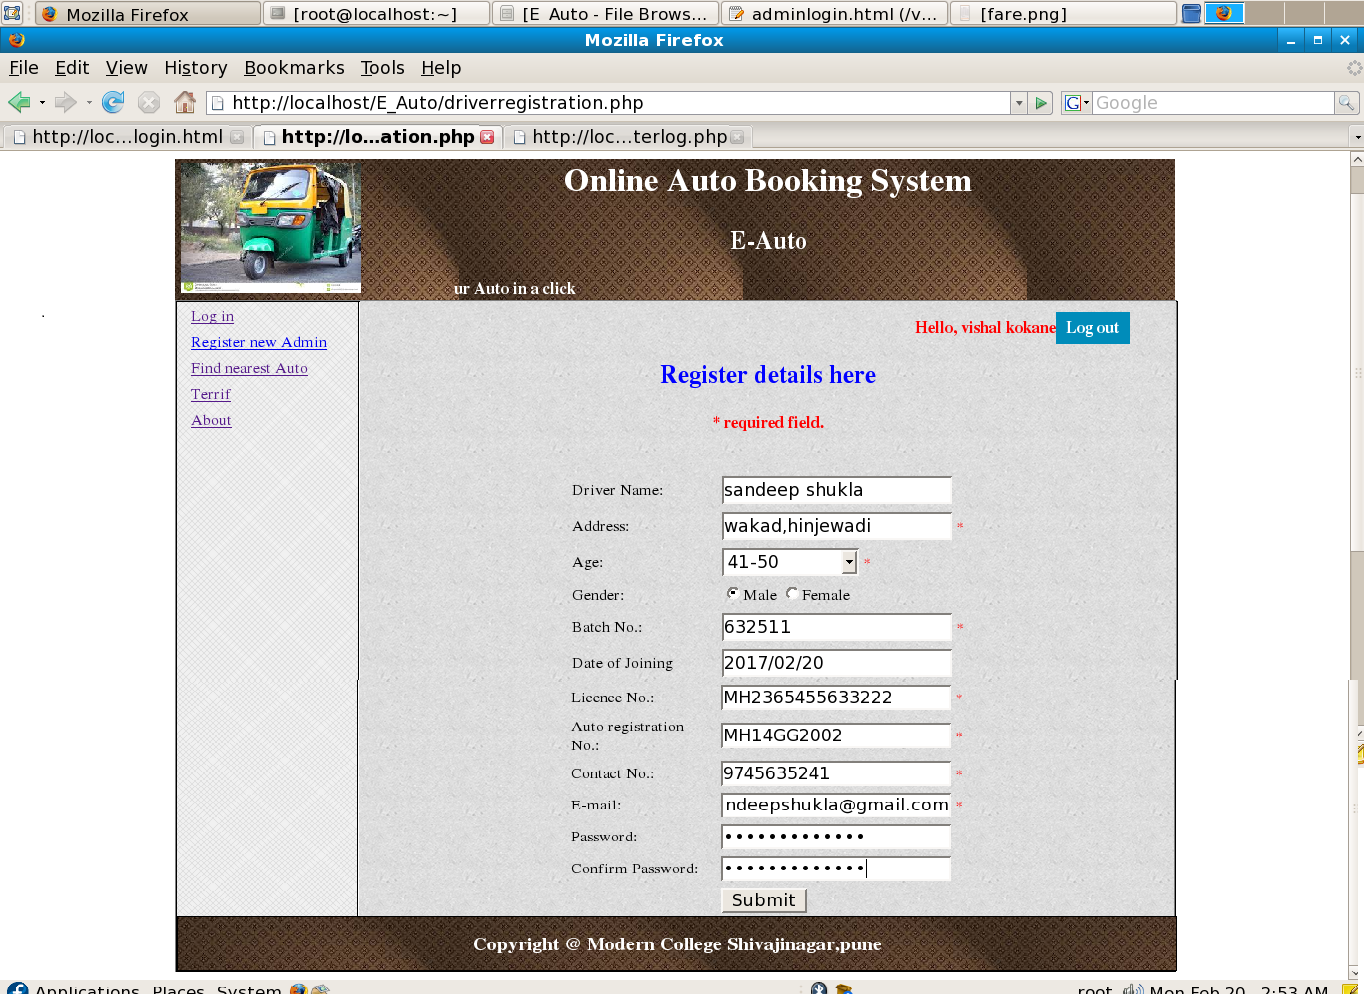 Mozilla Firefox
[root@localhost:~]
[E_Auto - File Brows...
adminlogin.html (/v...
[fare.png]
Mozilla Firefox
File Edit View History Bookmarks Tools Help
http://localhost/E_Auto/driverregistration.php
G
Google
http://loc...login.html
http://lo...ation.php
http://loc...terlog.php
Online Auto Booking System
E-Auto
ur Auto in a click
Log in
Register new Admin
Find nearest Auto
Terrif
About
Hello, vishal kokane Log out
Register details here
* required field.
Driver Name: sandeep shukla
Address: wakad,hinjewadi *
Age: 41-50 *
Gender: Male Female
Batch No.: 632511 *
Date of Joining 2017/02/20
Licence No.: MH2365455633222 *
Auto registration
No.: MH14GG2002 *
Contact No.: 9745635241 *
E-mail: ndeepshukla@gmail.com *
Password: •••••••••••••
Confirm Password: •••••••••••••
Submit
Copyright @ Modern College Shivajinagar,pune
Applications Places System
root Mon Feb 20, 2:53 AM